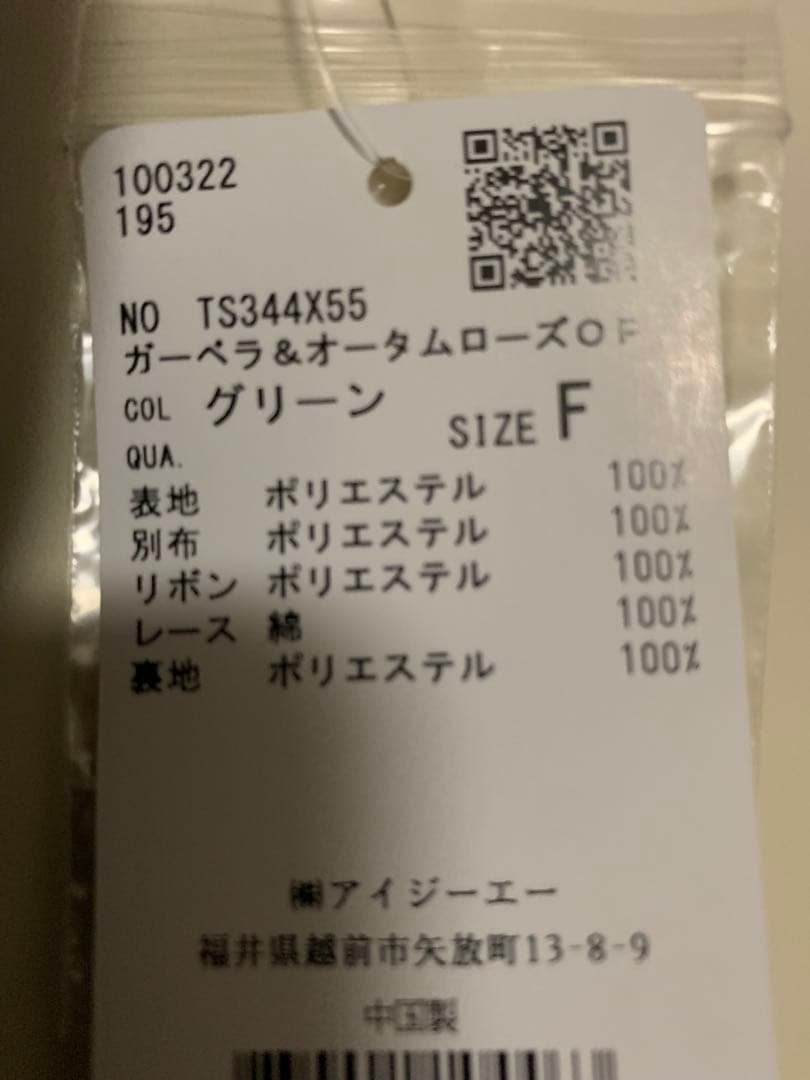 100322
195
NO TS344X55
ガーベラ&オータムローズOP
COL グリーン SIZE F
QUA.
表地 ポリエステル 100%
別布 ポリエステル 100%
リボン ポリエステル 100%
レース 綿 100%
裏地 ポリエステル 100%
㈱アイジーエー
福井県越前市矢放町13-8-9
中国製